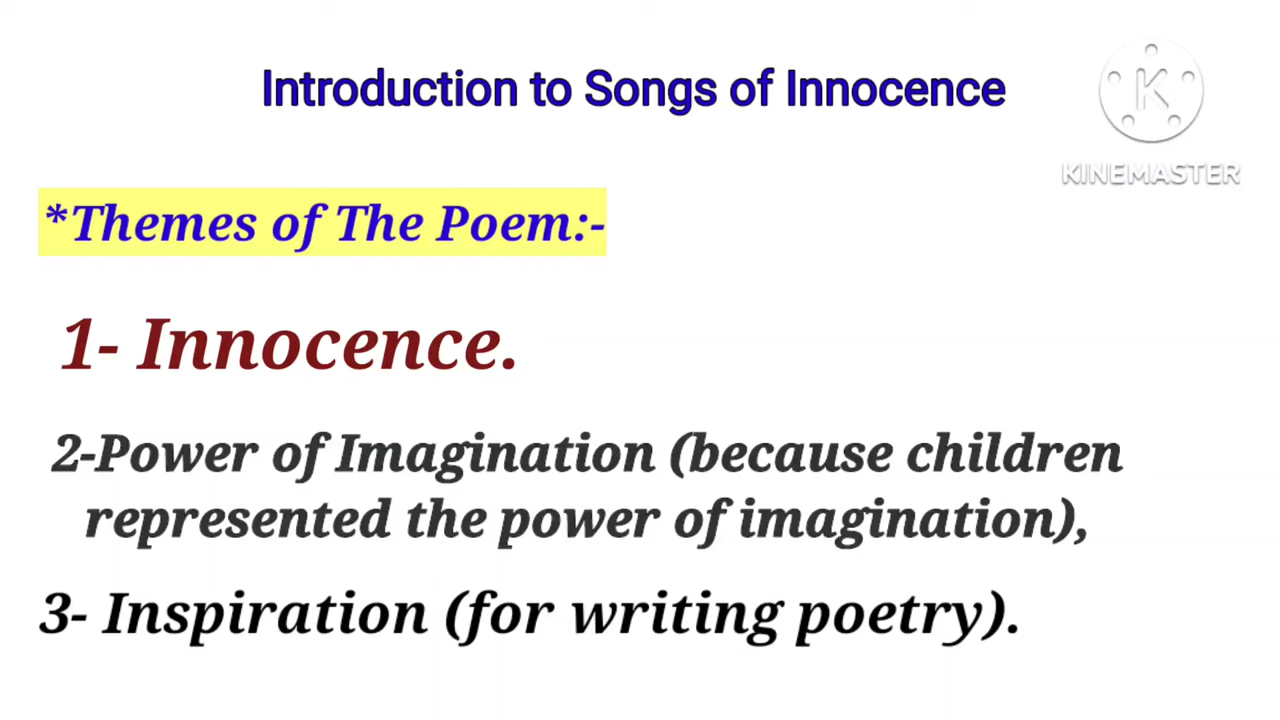 Introduction to Songs of Innocence
K
KINEMASTER
*Themes of The Poem:-
1- Innocence.
2-Power of Imagination (because children
represented the power of imagination),
3- Inspiration (for writing poetry).